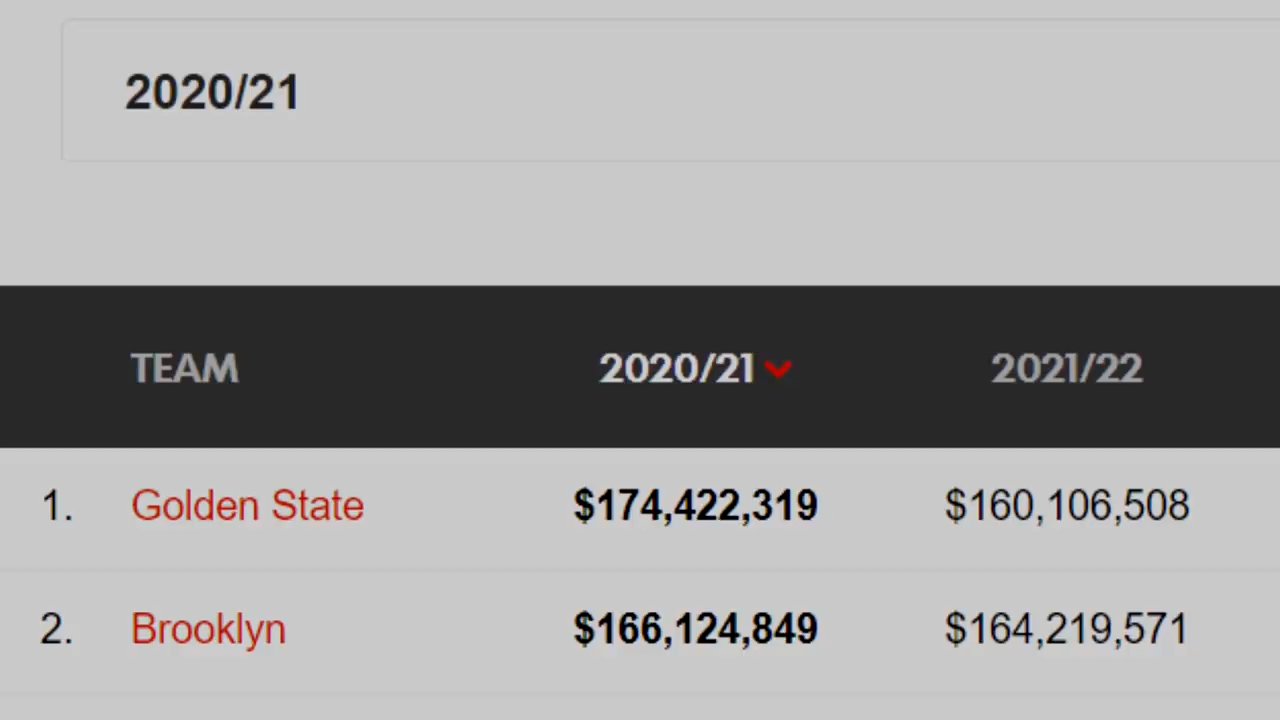 2020/21
TEAM 2020/21 2021/22
1. Golden State $174,422,319 $160,106,508
2. Brooklyn $166,124,849 $164,219,571